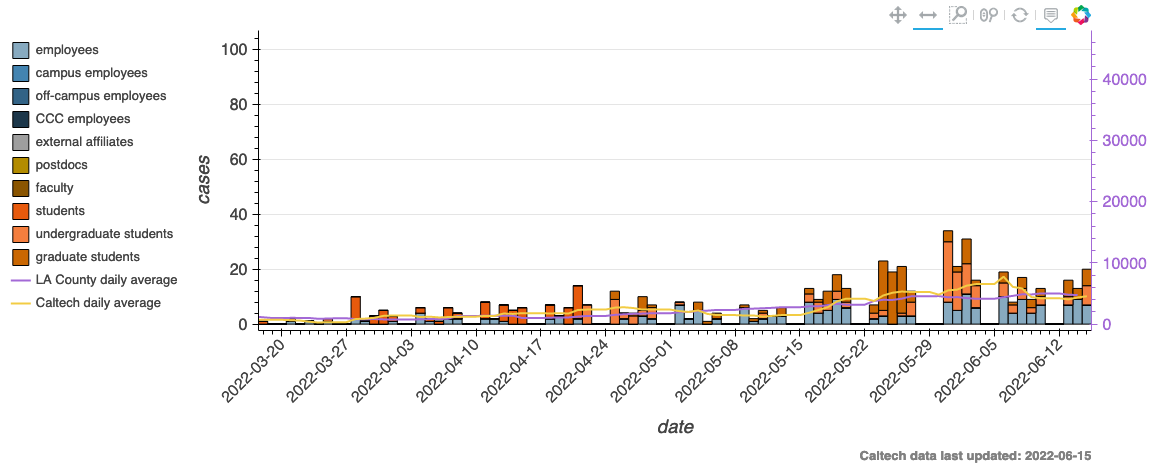 employees
campus employees
off-campus employees
CCC employees
external affiliates
postdocs
faculty
students
undergraduate students
graduate students
LA County daily average
Caltech daily average
cases
100
80
60
40
20
0
40000
30000
20000
10000
0
2022-03-20
2022-03-27
2022-04-03
2022-04-10
2022-04-17
2022-04-24
2022-05-01
2022-05-08
2022-05-15
2022-05-22
2022-05-29
2022-06-05
2022-06-12
date
Caltech data last updated: 2022-06-15